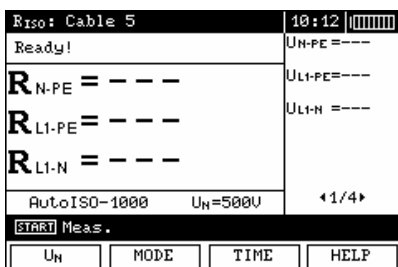 RISO: Cable 5 10:12
Ready!
RN-PE = - - -
RL1-PE = - - -
RL1-N = - - -
UN-PE =---
UL1-PE=---
UL1-N =---
AutoISO-1000 UN=500V
◂1/4▸
START Meas.
UN MODE TIME HELP